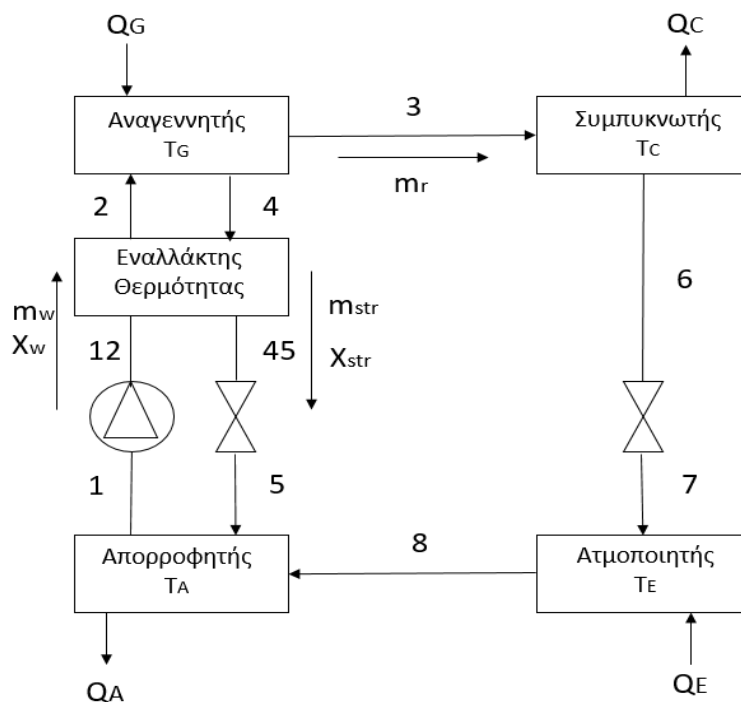 QG
QC
Αναγεννητής
TG
3
Συμπυκνωτής
TC
mr
2
4
Εναλλάκτης
Θερμότητας
6
mw
Xw
mstr
Xstr
12
45
1
5
7
8
Απορροφητής
TA
Ατμοποιητής
TE
QA
QE